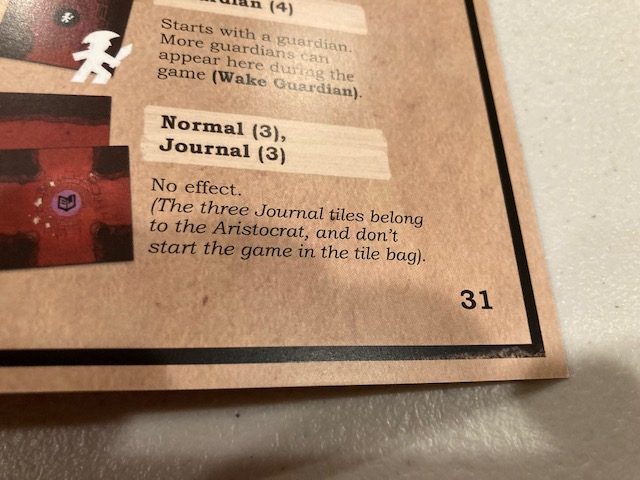 (4)
Starts with a guardian.
More guardians can
appear here during the
game (Wake Guardian).
Normal (3),
Journal (3)
No effect.
(The three Journal tiles belong
to the Aristocrat, and don't
start the game in the tile bag).
31